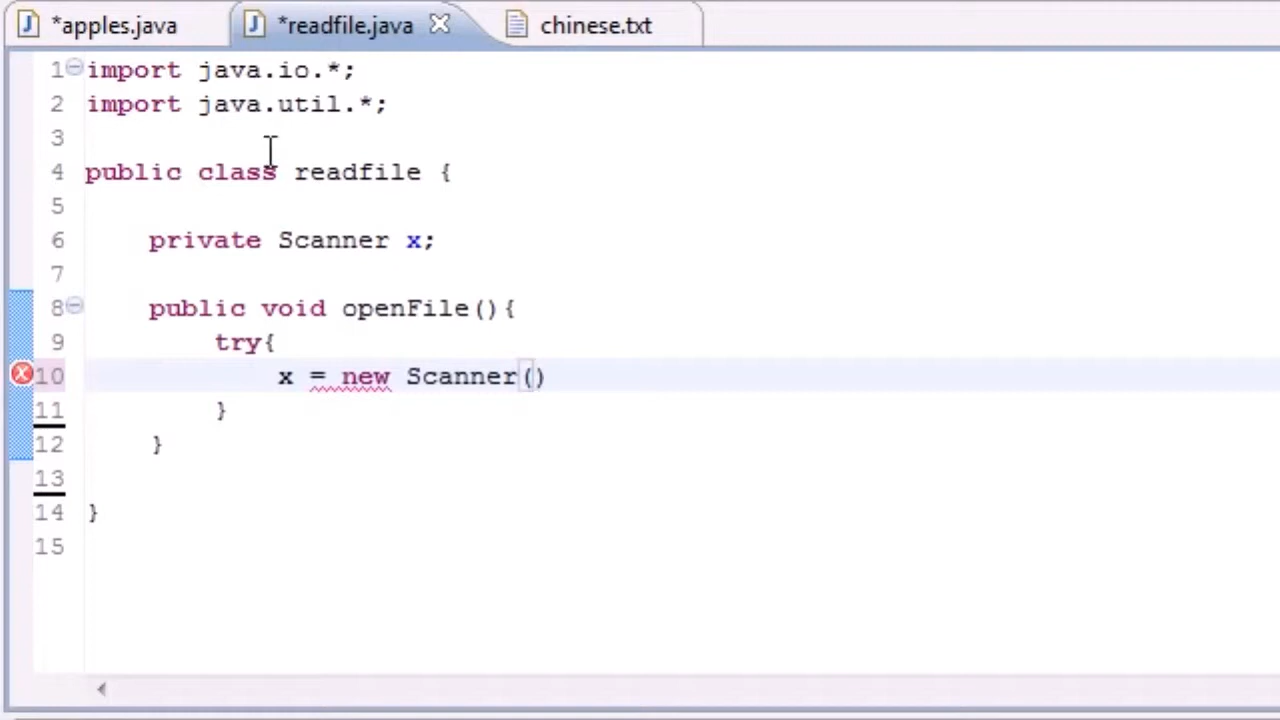 *apples.java *readfile.java chinese.txt
1 import java.io.*;
2 import java.util.*;
3
4 public class readfile {
5
6 private Scanner x;
7
8 public void openFile(){
9 try{
10 x = new Scanner()
11 }
12 }
13
14 }
15